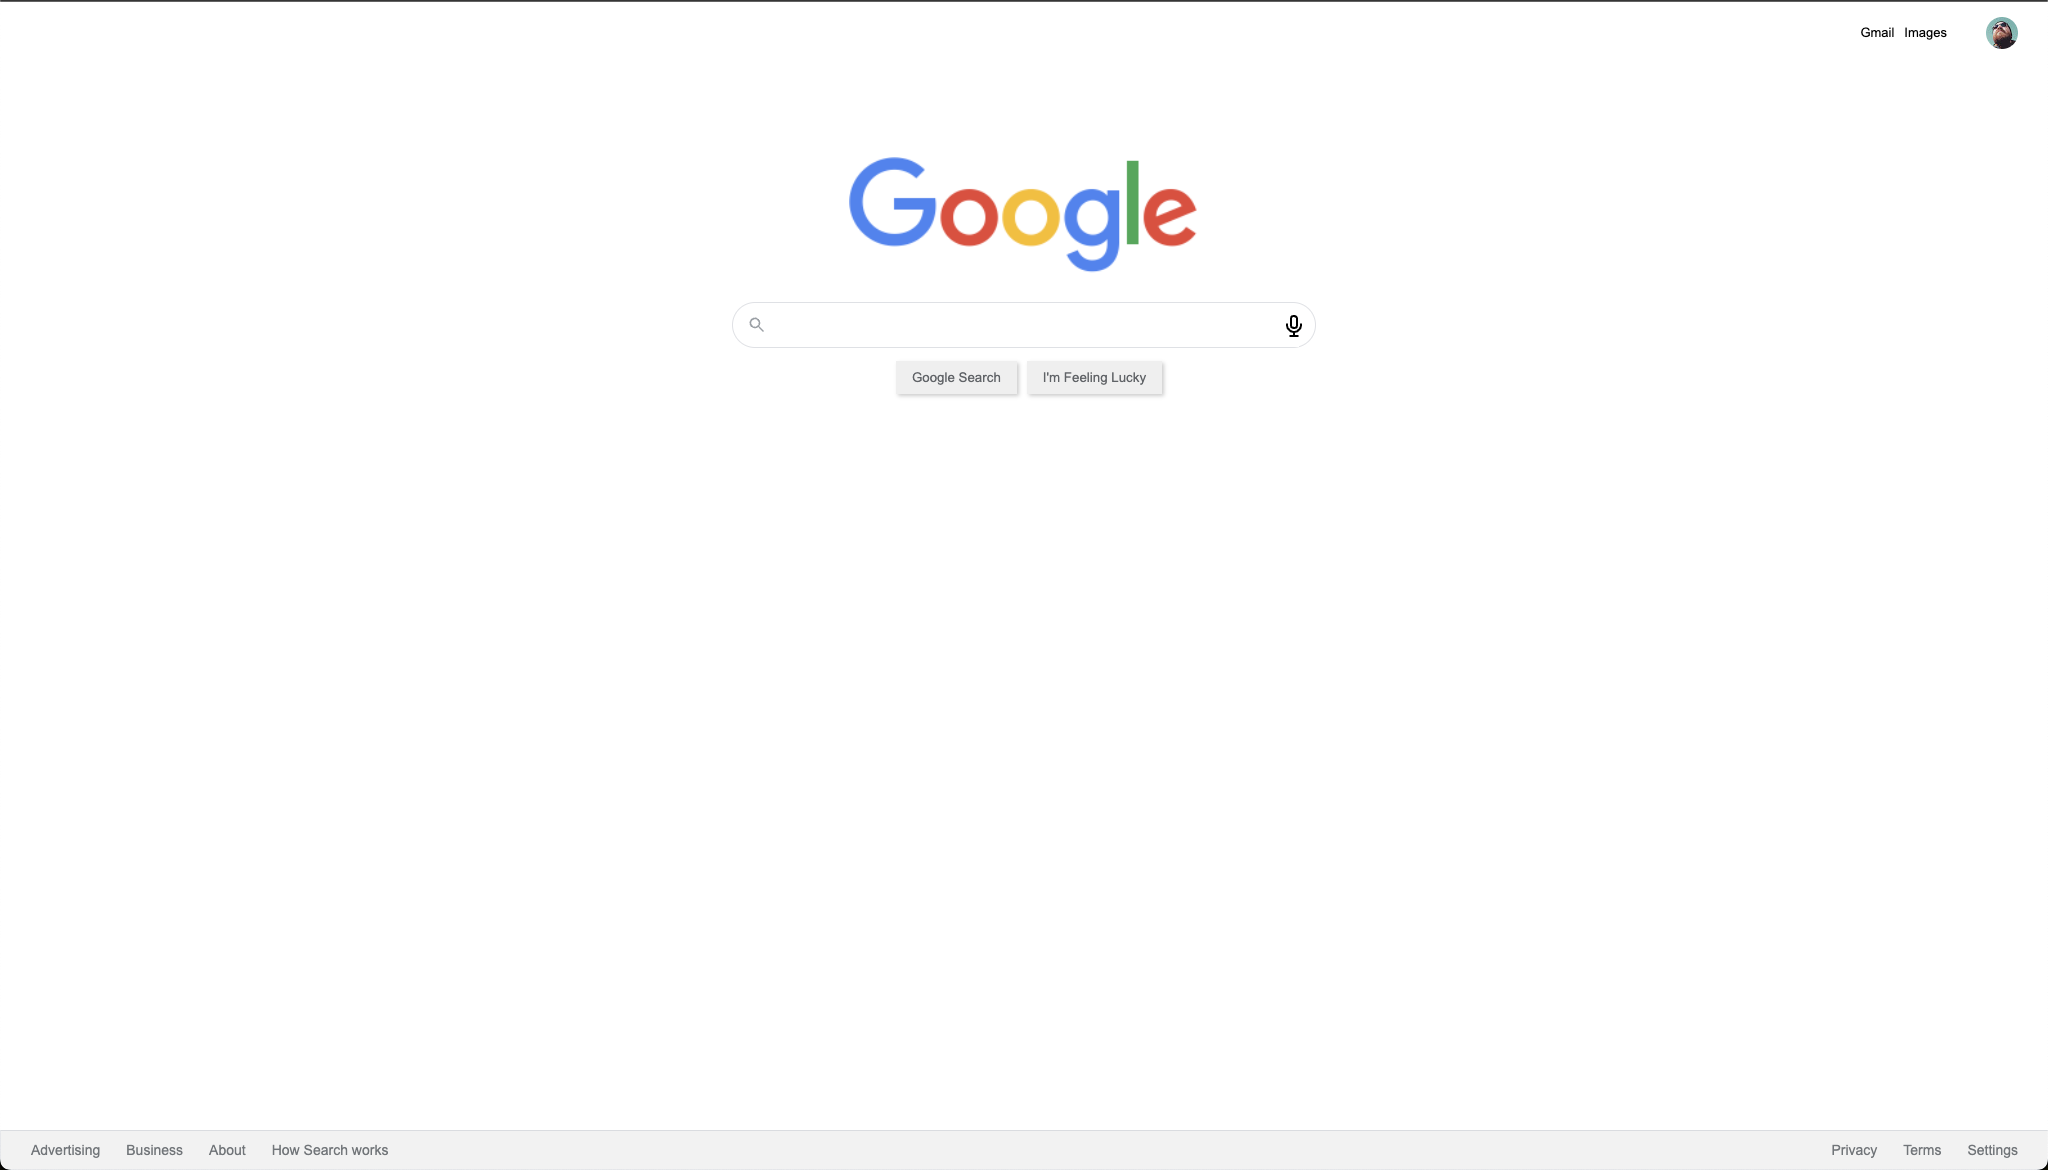 Gmail Images
Google
Google Search I'm Feeling Lucky
Advertising Business About How Search works Privacy Terms Settings